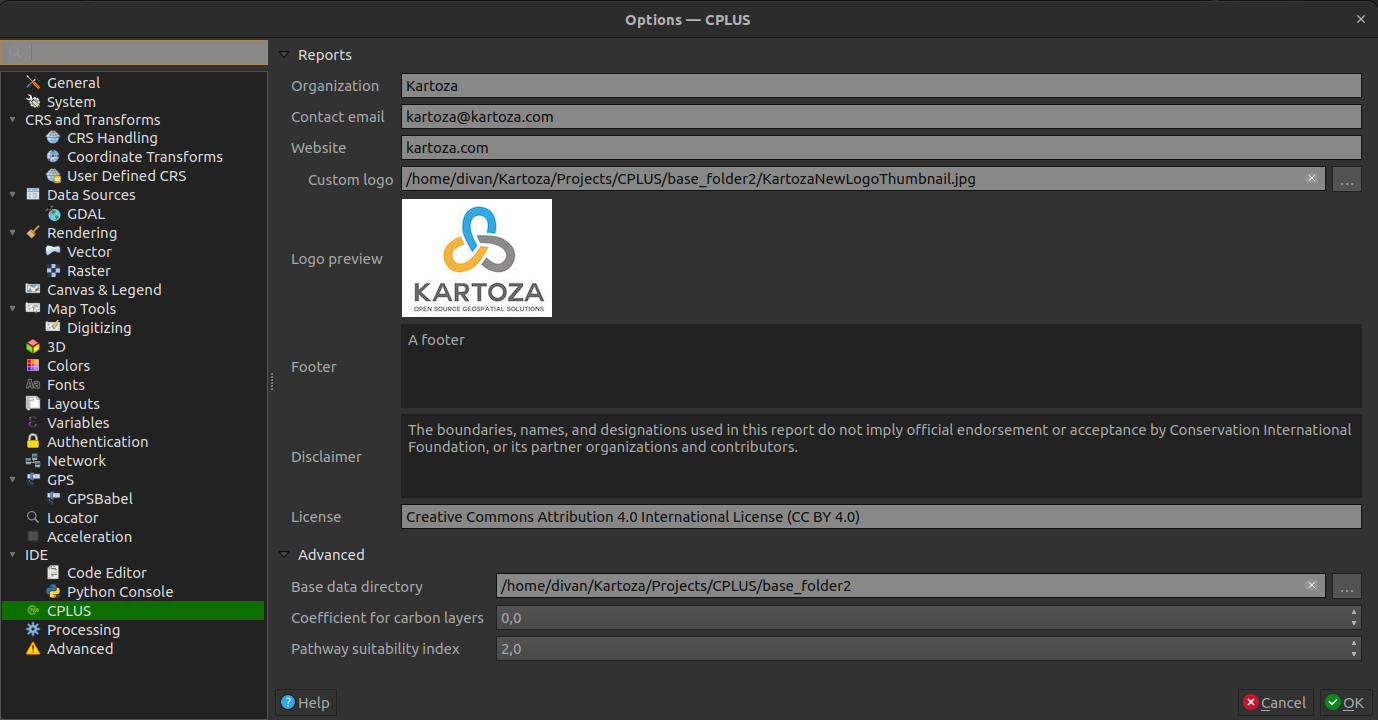 Options — CPLUS
General
System
CRS and Transforms
CRS Handling
Coordinate Transforms
User Defined CRS
Data Sources
GDAL
Rendering
Vector
Raster
Canvas & Legend
Map Tools
Digitizing
3D
Colors
Aa Fonts
Layouts
ε Variables
Authentication
Network
GPS
GPSBabel
Locator
Acceleration
IDE
Code Editor
Python Console
CPLUS
Processing
Advanced
Reports
Organization Kartoza
Contact email kartoza@kartoza.com
Website kartoza.com
Custom logo /home/divan/Kartoza/Projects/CPLUS/base_folder2/KartozaNewLogoThumbnail.jpg ...
Logo preview
KARTOZA
OPEN SOURCE GEOSPATIAL SOLUTIONS
Footer
A footer
Disclaimer
The boundaries, names, and designations used in this report do not imply official endorsement or acceptance by Conservation International
Foundation, or its partner organizations and contributors.
License Creative Commons Attribution 4.0 International License (CC BY 4.0)
Advanced
Base data directory /home/divan/Kartoza/Projects/CPLUS/base_folder2 ...
Coefficient for carbon layers 0,0
Pathway suitability index 2,0
? Help
Cancel
OK